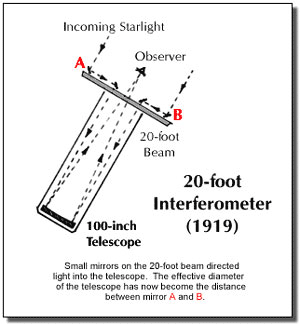 Incoming Starlight
A
Observer
B
20-foot
Beam
100-inch
Telescope
20-foot
Interferometer
(1919)
Small mirrors on the 20-foot beam directed
light into the telescope. The effective diameter
of the telescope has now become the distance
between mirror A and B.